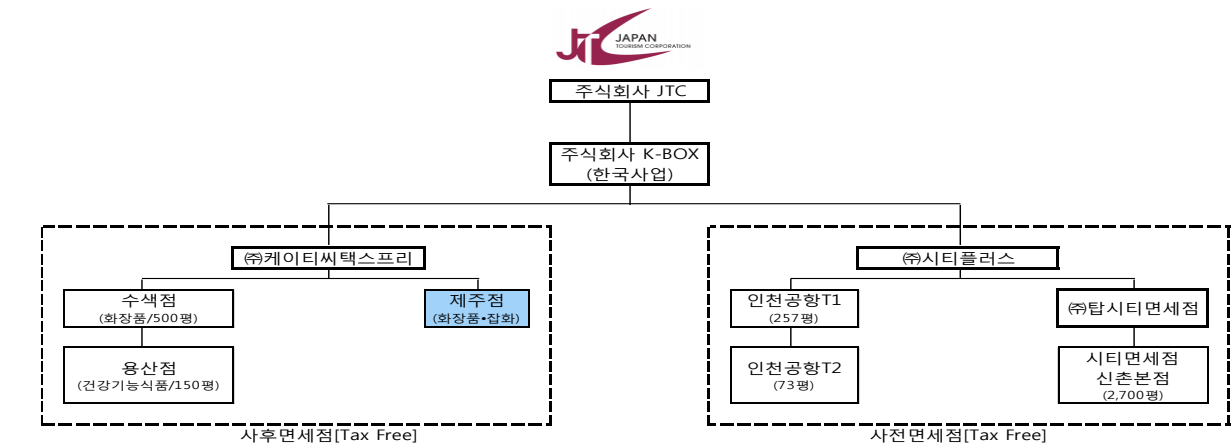 JTC
JAPAN
TOURISM CORPORATION
주식회사 JTC
주식회사 K-BOX
(한국사업)
㈜케이티씨택스프리
수색점
(화장품/500평)
제주점
(화장품•잡화)
용산점
(건강기능식품/150평)
사후면세점[Tax Free]
㈜시티플러스
인천공항T1
(257평)
㈜탑시티면세점
인천공항T2
(73평)
시티면세점
신촌본점
(2,700평)
사전면세점[Tax Free]